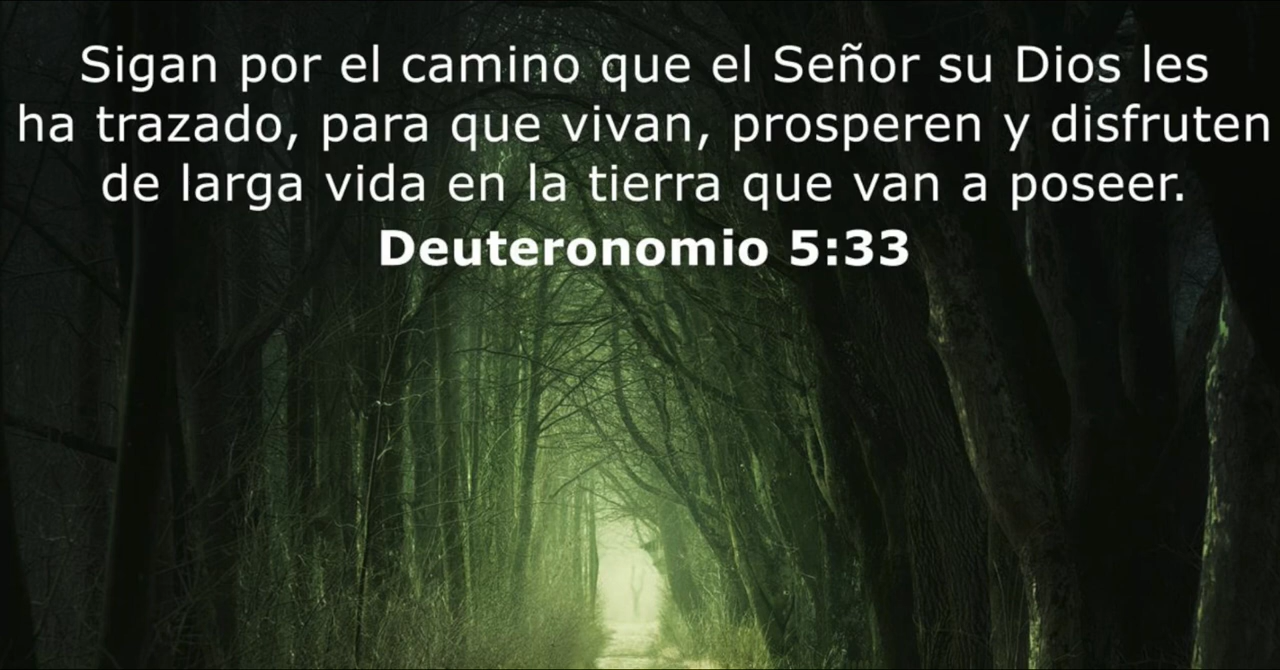 Sigan por el camino que el Señor su Dios les
ha trazado, para que vivan, prosperen y disfruten
de larga vida en la tierra que van a poseer.
Deuteronomio 5:33